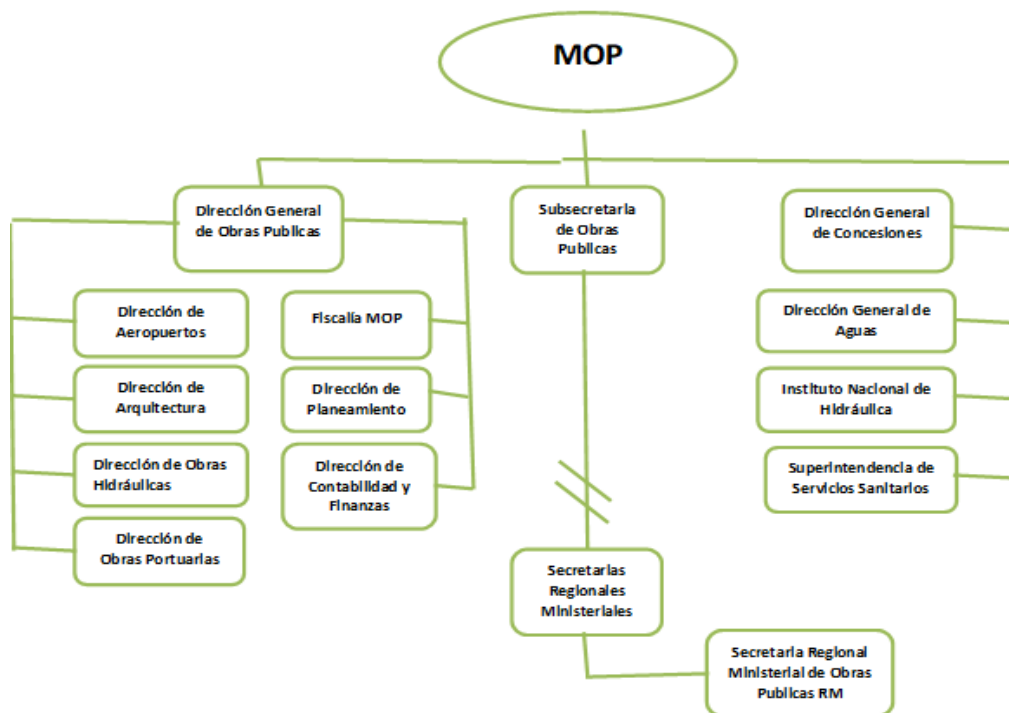 MOP
Dirección General
de Obras Publicas
Subsecretaria
de Obras
Publicas
Dirección General
de Concesiones
Dirección de
Aeropuertos
Fiscalía MOP
Dirección General de
Aguas
Dirección de
Arquitectura
Dirección de
Planeamiento
Instituto Nacional de
Hidráulica
Dirección de Obras
Hidráulicas
Dirección de
Contabilidad y
Finanzas
Superintendencia de
Servicios Sanitarios
Dirección de
Obras Portuarias
Secretarias
Regionales
Ministeriales
Secretaria Regional
Ministerial de Obras
Publicas RM